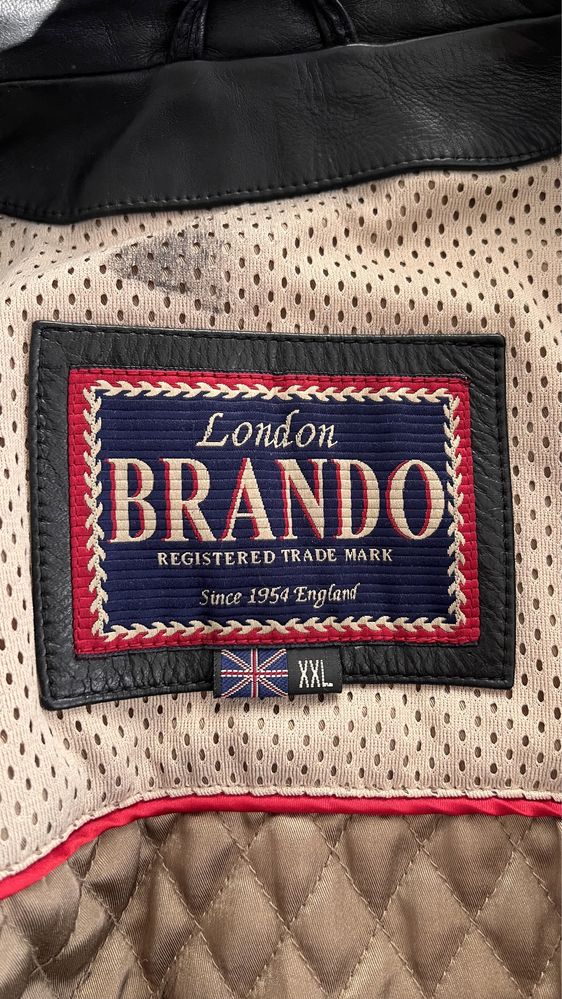 London
BRANDO
REGISTERED TRADE MARK
Since 1954 England
XXL